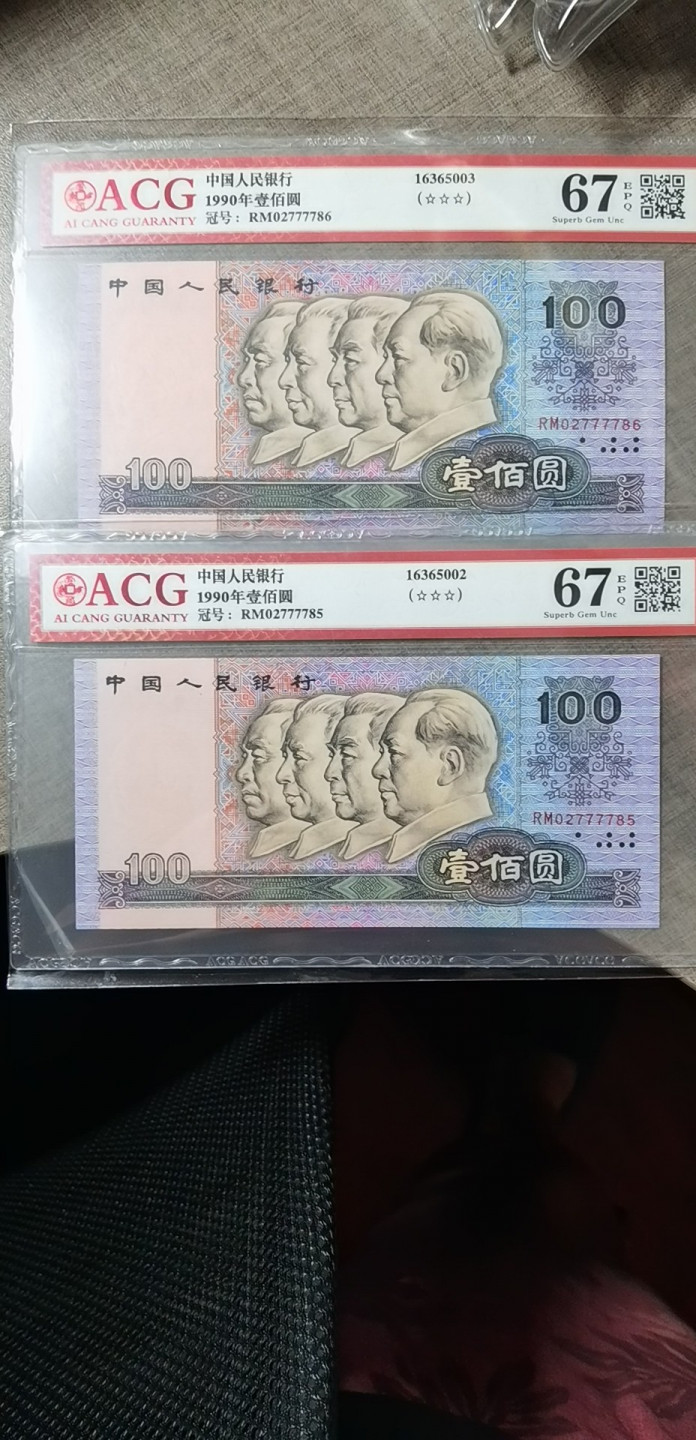 ACG
AI CANG GUARANTY
中国人民银行
1990年壹佰圆
冠号: RM02777786
16365003
(☆☆☆)
67
EPQ
Superb Gem Unc
中国人民银行
100
RM02777786
100
壹佰圆
ACG
AI CANG GUARANTY
中国人民银行
1990年壹佰圆
冠号: RM02777785
16365002
(☆☆☆)
67
EPQ
Superb Gem Unc
中国人民银行
100
RM02777785
100
壹佰圆
ACG ACG